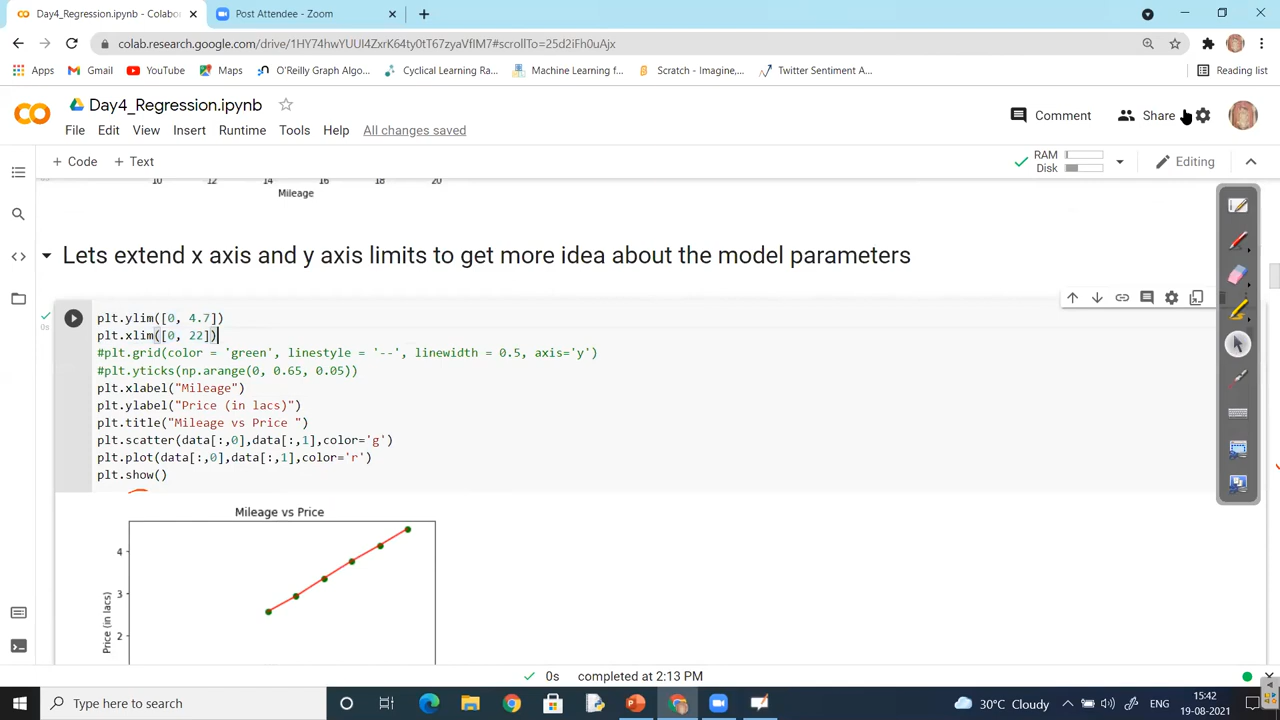 Day4_Regression.ipynb - Colabor
Post Attendee - Zoom
colab.research.google.com/drive/1HY74hwYUUl4ZxrK64ty0tT67zyaVflM7#scrollTo=25d2iFh0uAjx
Apps
Gmail
YouTube
Maps
O'Reilly Graph Algo...
Cyclical Learning Ra...
Machine Learning f...
Scratch - Imagine,...
Twitter Sentiment A...
Reading list
Day4_Regression.ipynb
Comment
Share
File Edit View Insert Runtime Tools Help All changes saved
+ Code + Text
RAM
Disk
Editing
10 12 14 16 18 20
Mileage
Lets extend x axis and y axis limits to get more idea about the model parameters
0s
plt.ylim([0, 4.7])
plt.xlim([0, 22])
#plt.grid(color = 'green', linestyle = '--', linewidth = 0.5, axis='y')
#plt.yticks(np.arange(0, 0.65, 0.05))
plt.xlabel("Mileage")
plt.ylabel("Price (in lacs)")
plt.title("Mileage vs Price ")
plt.scatter(data[:,0],data[:,1],color='g')
plt.plot(data[:,0],data[:,1],color='r')
plt.show()
Mileage vs Price
4
3
2
Price (in lacs)
0s completed at 2:13 PM
Type here to search
30°C Cloudy
ENG
15:42
19-08-2021